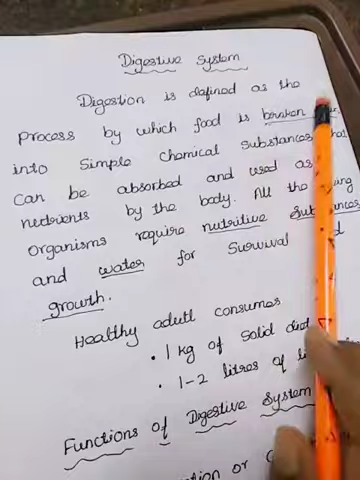 Digestive System
Digestion is defined as the
Process by which food is broken
into Simple chemical Substances
can be absorbed and used as
nutrients by the body. All the
Organisms require nutritive Substances
and water for Survival
growth.
Healthy adutl consumes
• 1 kg of Solid diet
• 1-2 litres of
Functions of Digestive System
or